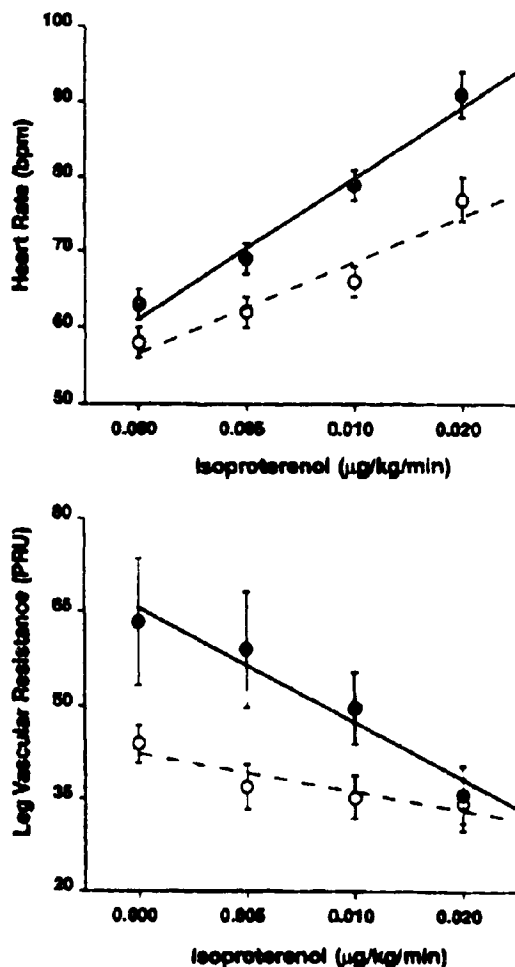 100
90
80
70
60
50
Heart Rate (bpm)
0.000 0.005 0.010 0.020
Isoproterenol (µg/kg/min)
80
65
50
35
20
Leg Vascular Resistance (PRU)
0.000 0.005 0.010 0.020
Isoproterenol (µg/kg/min)